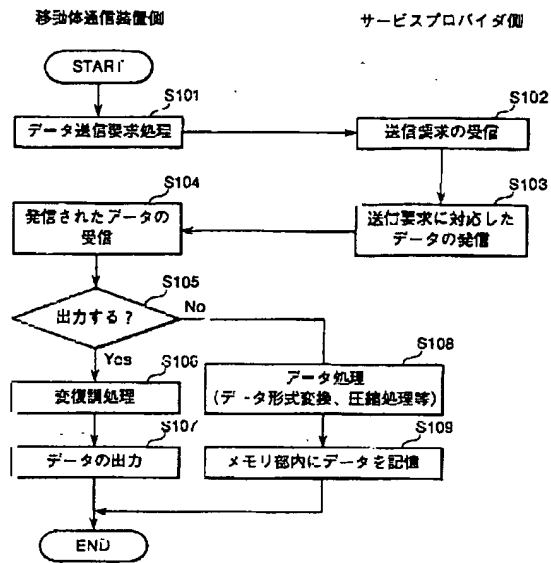 移動体通信装置側
サービスプロバイダ側
START
S101
データ送信要求処理
S102
送信要求の受信
S103
送信要求に対応した
データの発信
S104
発信されたデータの
受信
S105
出力する？
No
Yes
S106
変復調処理
S107
データの出力
S108
データ処理
(データ形式変換、圧縮処理等)
S109
メモリ部内にデータを記憶
END